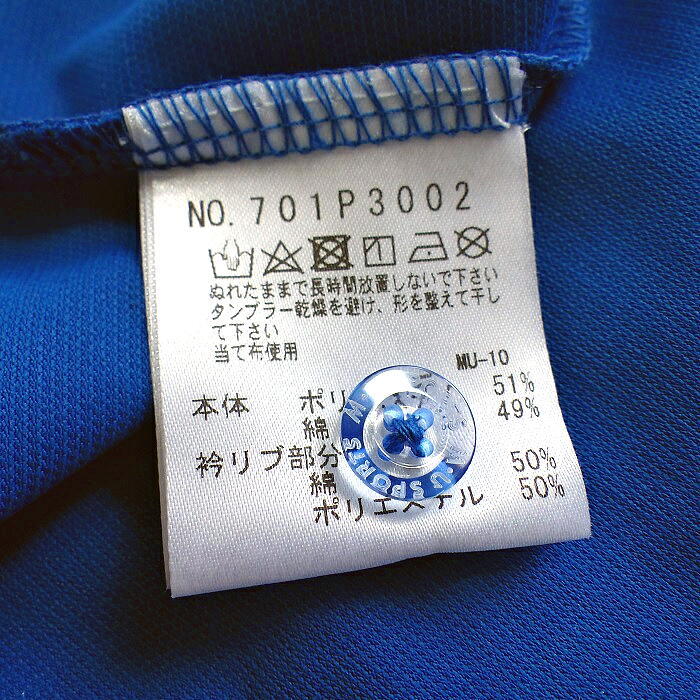 NO. 701P3002
ぬれたままで長時間放置しないで下さい
タンブラー乾燥を避け、形を整えて干し
て下さい
当て布使用
MU-10
本体 ポリ 51%
綿 49%
衿リブ部分
綿 50%
ポリエステル 50%
M.U SPORTS M.